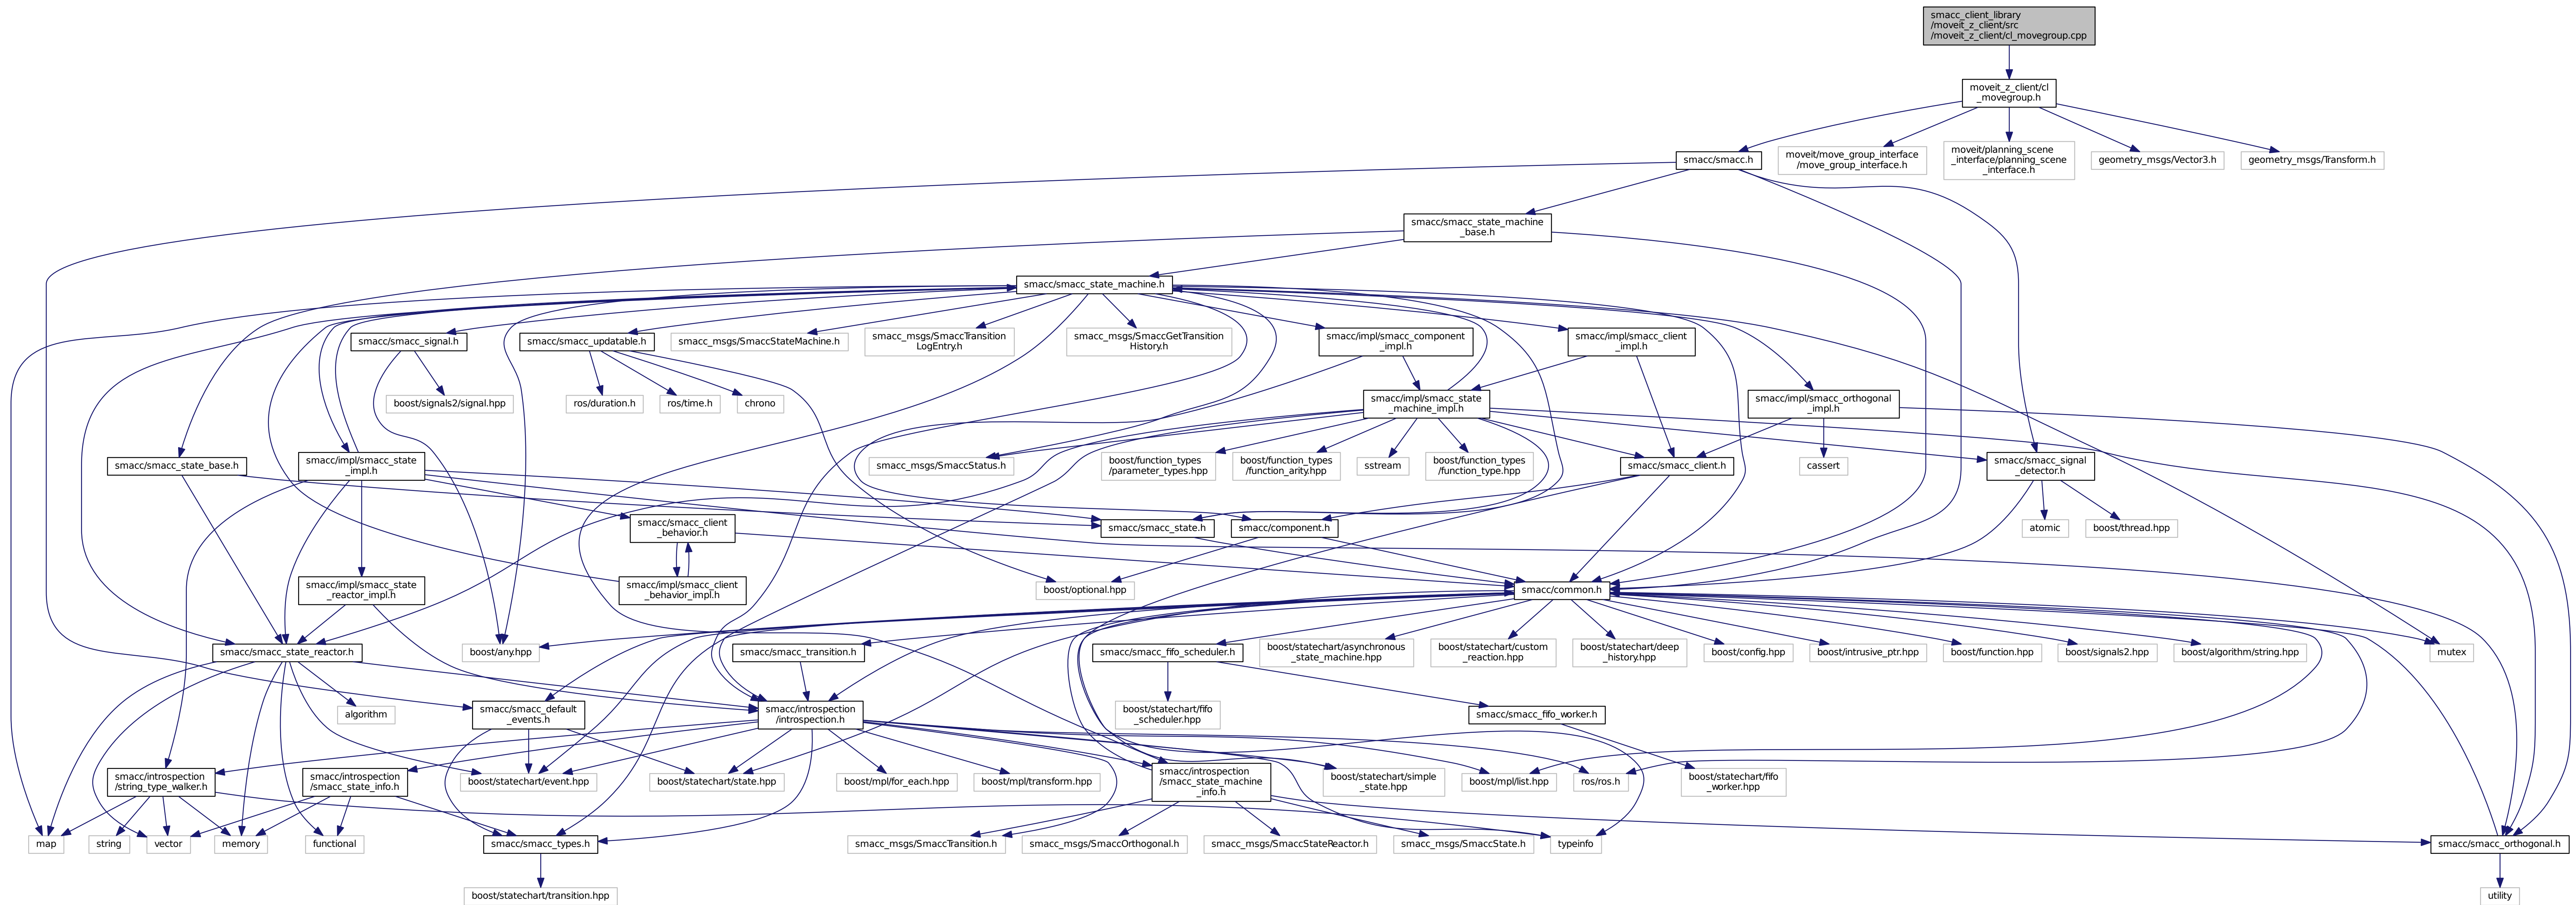 smacc_client_library
/moveit_z_client/src
/moveit_z_client/cl_movegroup.cpp
moveit_z_client/cl
_movegroup.h
smacc/smacc.h
moveit/move_group_interface
/move_group_interface.h
moveit/planning_scene
_interface/planning_scene
_interface.h
geometry_msgs/Vector3.h
geometry_msgs/Transform.h
smacc/smacc_state_machine
_base.h
smacc/smacc_state_machine.h
smacc/smacc_signal.h
smacc/smacc_updatable.h
smacc_msgs/SmaccStateMachine.h
smacc_msgs/SmaccTransition
LogEntry.h
smacc_msgs/SmaccGetTransition
History.h
smacc/impl/smacc_component
_impl.h
smacc/impl/smacc_client
_impl.h
boost/signals2/signal.hpp
ros/duration.h
ros/time.h
chrono
smacc/impl/smacc_state
_machine_impl.h
smacc/impl/smacc_orthogonal
_impl.h
smacc/smacc_state_base.h
smacc/impl/smacc_state
_impl.h
smacc_msgs/SmaccStatus.h
boost/function_types
/parameter_types.hpp
boost/function_types
/function_arity.hpp
sstream
boost/function_types
/function_type.hpp
smacc/smacc_client.h
cassert
smacc/smacc_signal
_detector.h
smacc/smacc_client
_behavior.h
smacc/smacc_state.h
smacc/component.h
atomic
boost/thread.hpp
smacc/impl/smacc_state
_reactor_impl.h
smacc/impl/smacc_client
_behavior_impl.h
boost/optional.hpp
smacc/common.h
smacc/smacc_state_reactor.h
boost/any.hpp
smacc/smacc_transition.h
smacc/smacc_fifo_scheduler.h
boost/statechart/asynchronous
_state_machine.hpp
boost/statechart/custom
_reaction.hpp
boost/statechart/deep
_history.hpp
boost/config.hpp
boost/intrusive_ptr.hpp
boost/function.hpp
boost/signals2.hpp
boost/algorithm/string.hpp
mutex
algorithm
smacc/smacc_default
_events.h
smacc/introspection
/introspection.h
boost/statechart/fifo
_scheduler.hpp
smacc/smacc_fifo_worker.h
smacc/introspection
/string_type_walker.h
smacc/introspection
/smacc_state_info.h
boost/statechart/event.hpp
boost/statechart/state.hpp
boost/mpl/for_each.hpp
boost/mpl/transform.hpp
smacc/introspection
/smacc_state_machine
_info.h
boost/statechart/simple
_state.hpp
boost/mpl/list.hpp
ros/ros.h
boost/statechart/fifo
_worker.hpp
map
string
vector
memory
functional
smacc/smacc_types.h
smacc_msgs/SmaccTransition.h
smacc_msgs/SmaccOrthogonal.h
smacc_msgs/SmaccStateReactor.h
smacc_msgs/SmaccState.h
typeinfo
smacc/smacc_orthogonal.h
boost/statechart/transition.hpp
utility